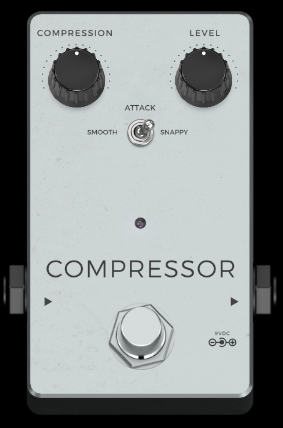 COMPRESSION
LEVEL
ATTACK
SMOOTH
SNAPPY
COMPRESSOR
9VDC